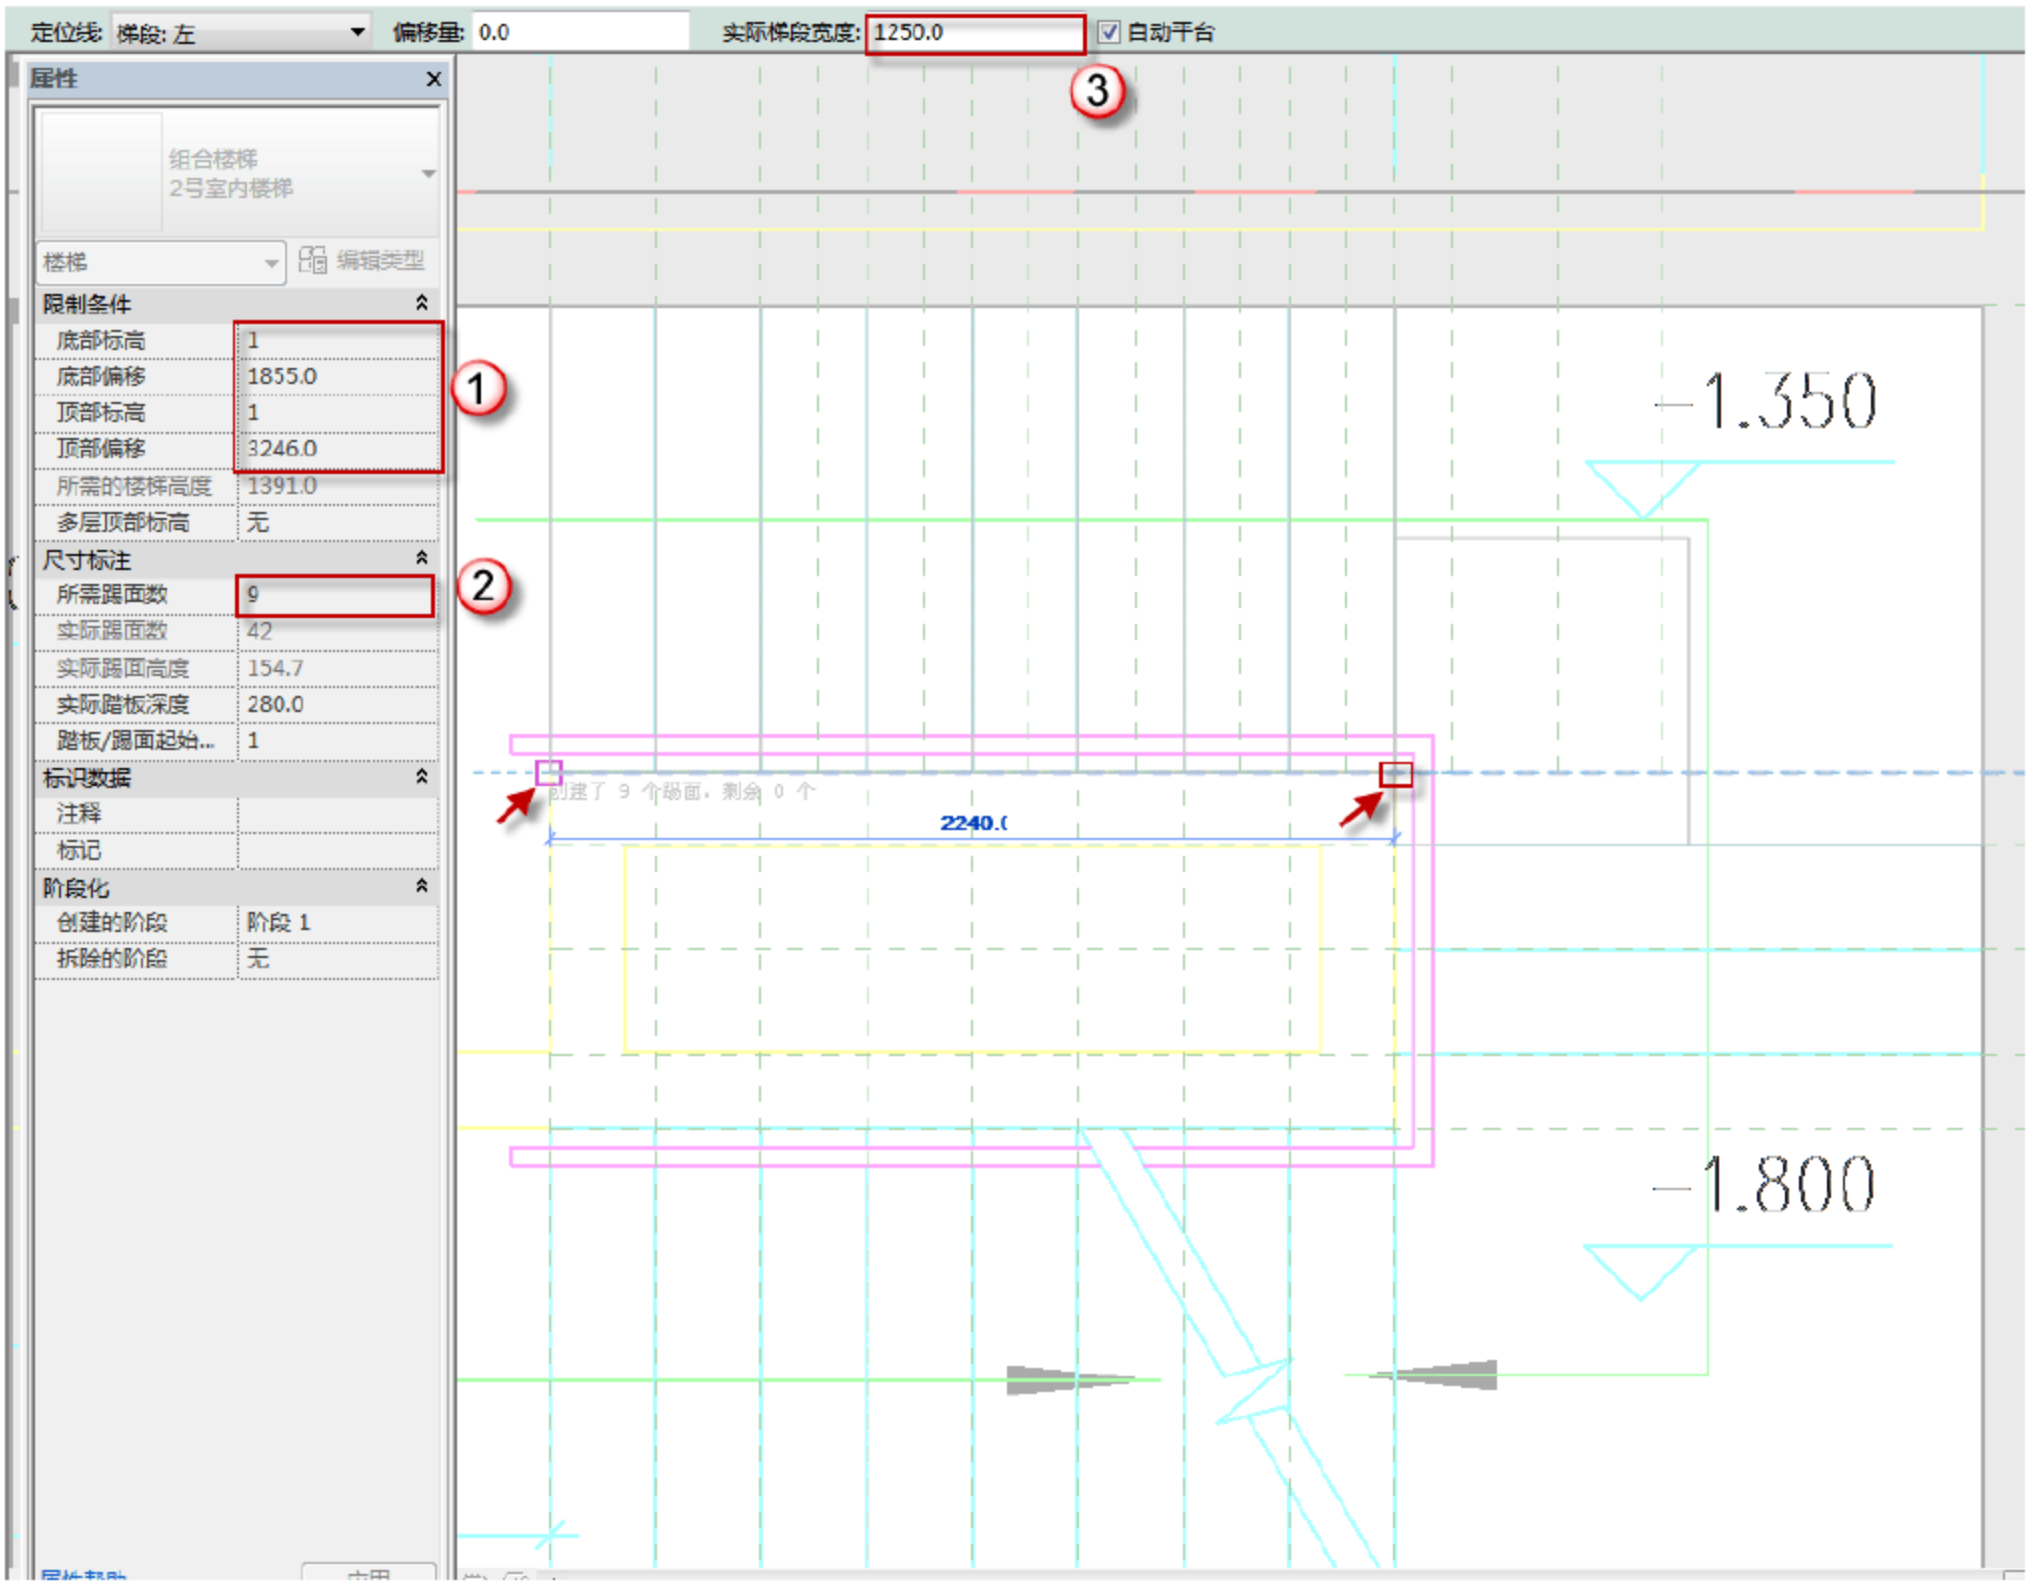 定位线: 梯段: 左 偏移量: 0.0 实际梯段宽度: 1250.0 自动平台
3
属性
组合楼梯
2号室内楼梯
楼梯 编辑类型
限制条件
底部标高 1
底部偏移 1855.0
顶部标高 1
顶部偏移 3246.0
1
所需的楼梯高度 1391.0
多层顶部标高 无
尺寸标注
所需踢面数 9
2
实际踢面数 42
实际踢面高度 154.7
实际踏板深度 280.0
踏板/踢面起始... 1
标识数据
注释
标记
阶段化
创建的阶段 阶段 1
拆除的阶段 无
属性帮助 应用
-1.350
创建了 9 个踢面, 剩余 0 个
2240.0
-1.800